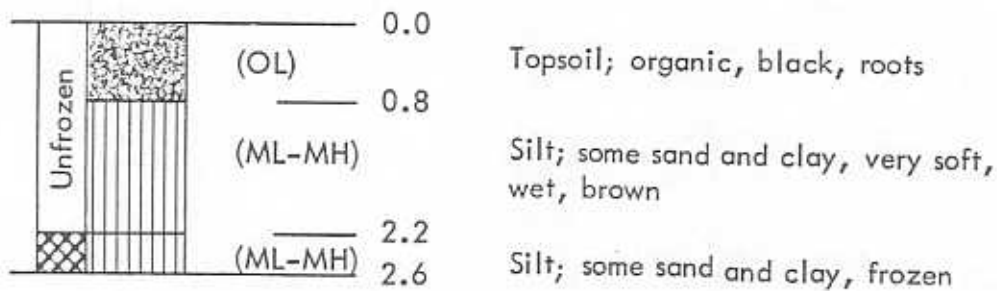 0.0
(OL)
Topsoil; organic, black, roots
0.8
Unfrozen
(ML-MH)
Silt; some sand and clay, very soft,
wet, brown
2.2
(ML-MH)
Silt; some sand and clay, frozen
2.6